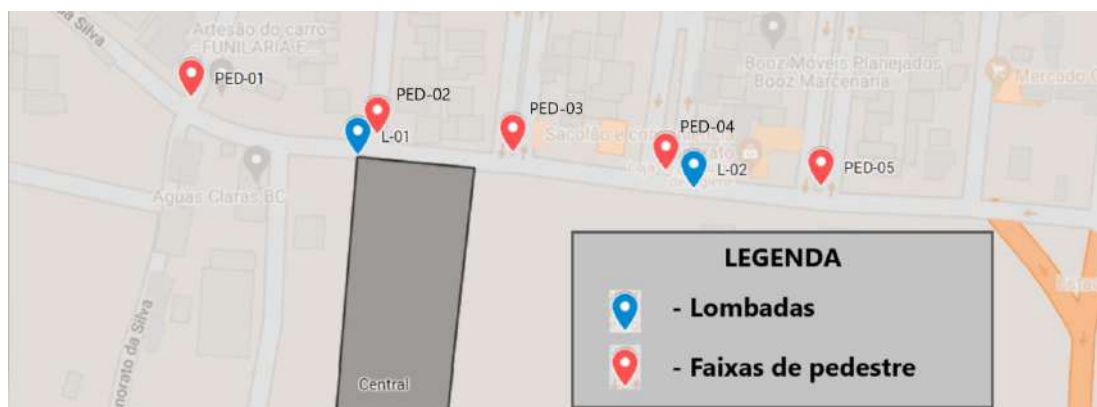 da Silva
Artesão do carro
FUNILARIA E
PED-01
PED-02
L-01
PED-03
PED-04
L-02
PED-05
Booz Móveis Planejados
Booz Marcenaria
Mercado
Sacolão e
Aguas Claras BC
norato da Silva
Central
LEGENDA
- Lombadas
- Faixas de pedestre